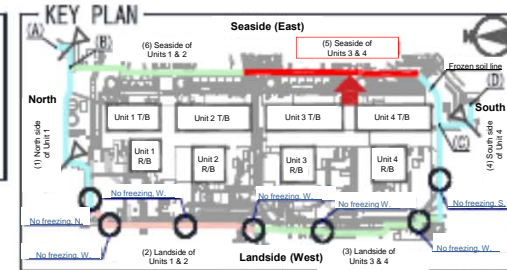 KEY PLAN
Seaside (East)
(A)
(B)
(6) Seaside of
Units 1 & 2
(5) Seaside of
Units 3 & 4
Frozen soil line
(D)
North
South
(1) North side
of Unit 1
Unit 1 T/B
Unit 2 T/B
Unit 3 T/B
Unit 4 T/B
(4) South side
of Unit 4
(C)
Unit 1
R/B
Unit 2
R/B
Unit 3
R/B
Unit 4
R/B
No freezing, W.
No freezing, W.
No freezing W.
No freezing, S.
No freezing, N.
No freezing, W.
No freezing, W.
(2) Landside of
Units 1 & 2
Landside (West)
(3) Landside of
Units 3 & 4